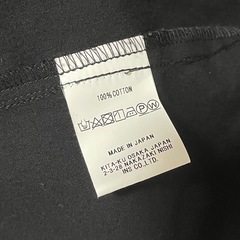 100% COTTON
MADE IN JAPAN
KITA-KU OSAKA JAPAN
2-3-28 NAKAZAKI NISHI
INS CO.LTD.